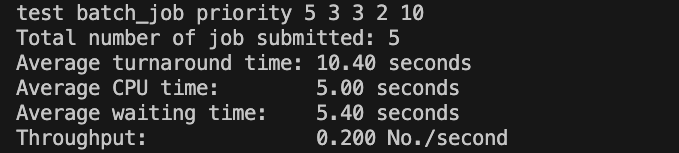 test batch_job priority 5 3 3 2 10
Total number of job submitted: 5
Average turnaround time: 10.40 seconds
Average CPU time:        5.00 seconds
Average waiting time:    5.40 seconds
Throughput:              0.200 No./second